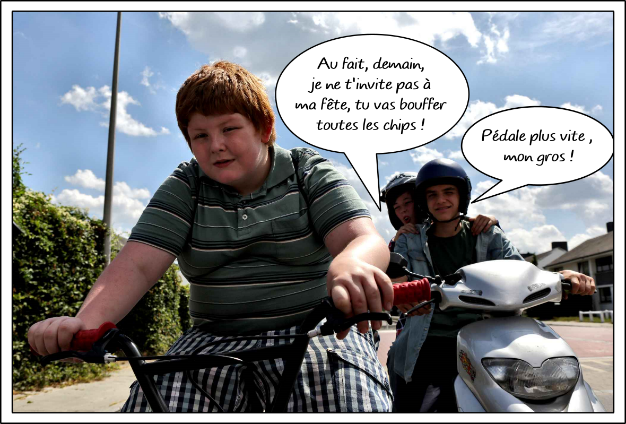 Au fait, demain,
je ne t'invite pas à
ma fête, tu vas bouffer
toutes les chips !
Pédale plus vite ,
mon gros !